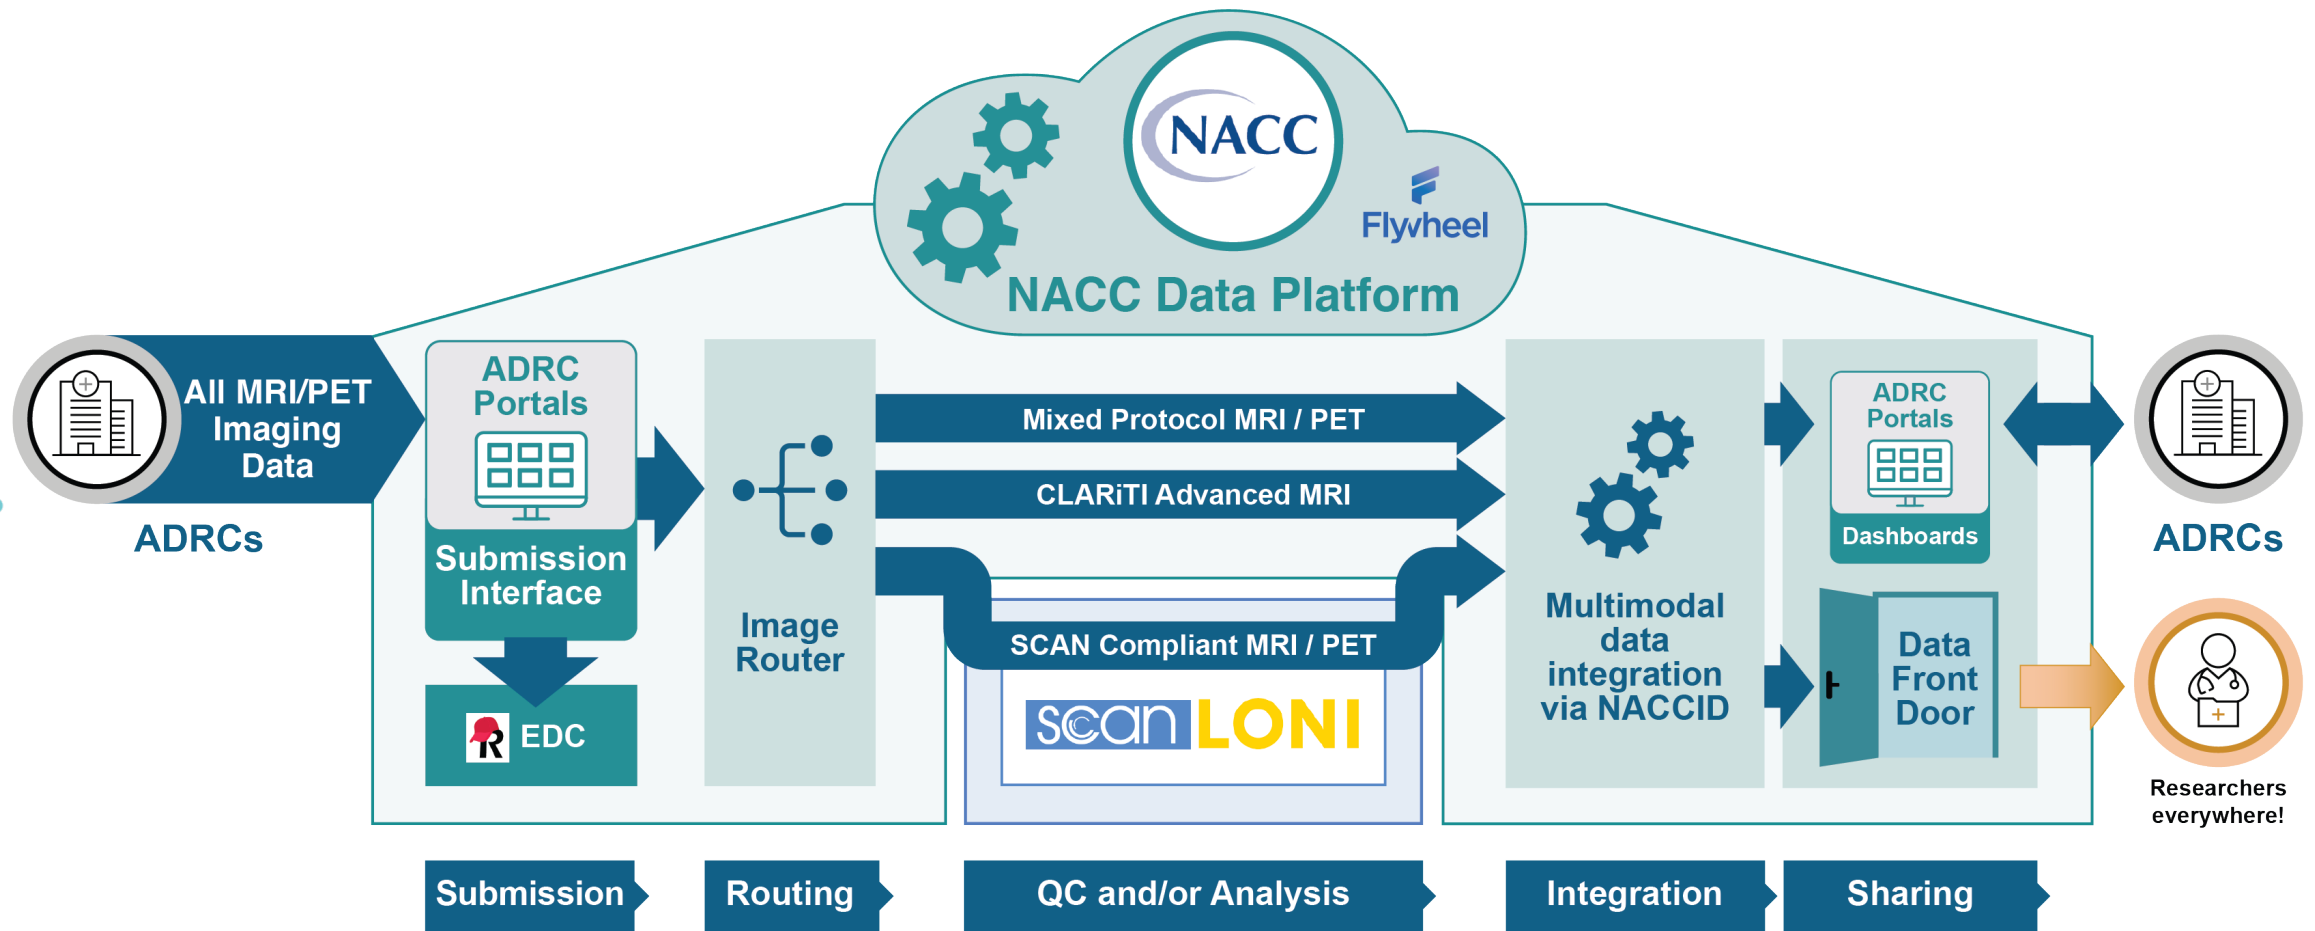 NACC
Flywheel
NACC Data Platform
All MRI/PET
Imaging
Data
ADRCs
ADRC
Portals
Submission
Interface
EDC
Image
Router
Mixed Protocol MRI / PET
CLARiTI Advanced MRI
SCAN Compliant MRI / PET
scan LONI
Multimodal
data
integration
via NACCID
ADRC
Portals
Dashboards
Data
Front
Door
ADRCs
Researchers
everywhere!
Submission
Routing
QC and/or Analysis
Integration
Sharing